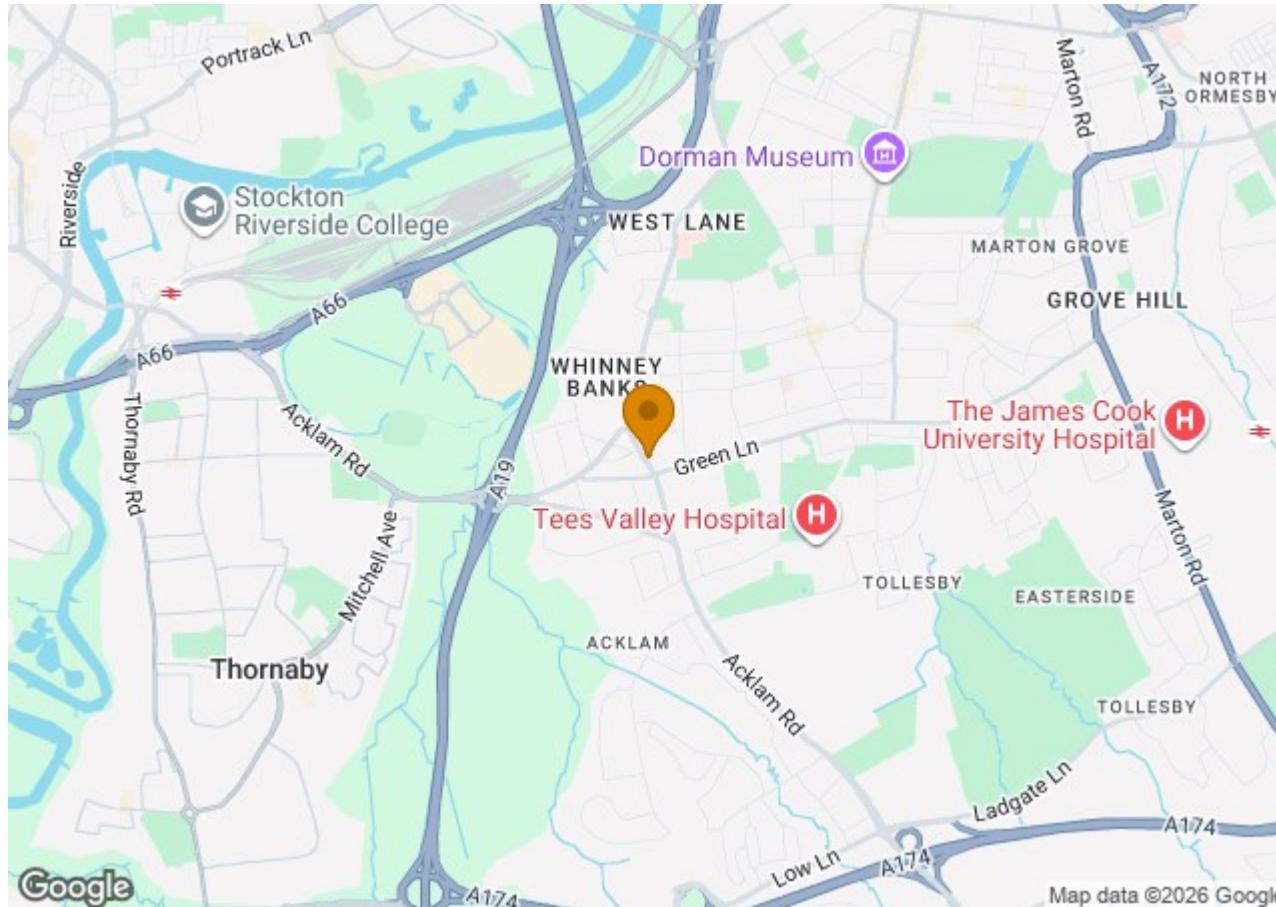 Portrack Ln
Marton Rd
A172
NORTH
ORMESBY
Dorman Museum
Riverside
Stockton
Riverside College
WEST LANE
MARTON GROVE
GROVE HILL
A66
A66
WHINNEY
BANKS
Thornaby Rd
Acklam Rd
A19
Green Ln
The James Cook
University Hospital
Tees Valley Hospital
Mitchell Ave
Marton Rd
TOLLESBY
EASTERSIDE
ACKLAM
Thornaby
Acklam Rd
TOLLESBY
Ladgate Ln
A174
Low Ln
A174
A174
Google
Map data ©2026 Google